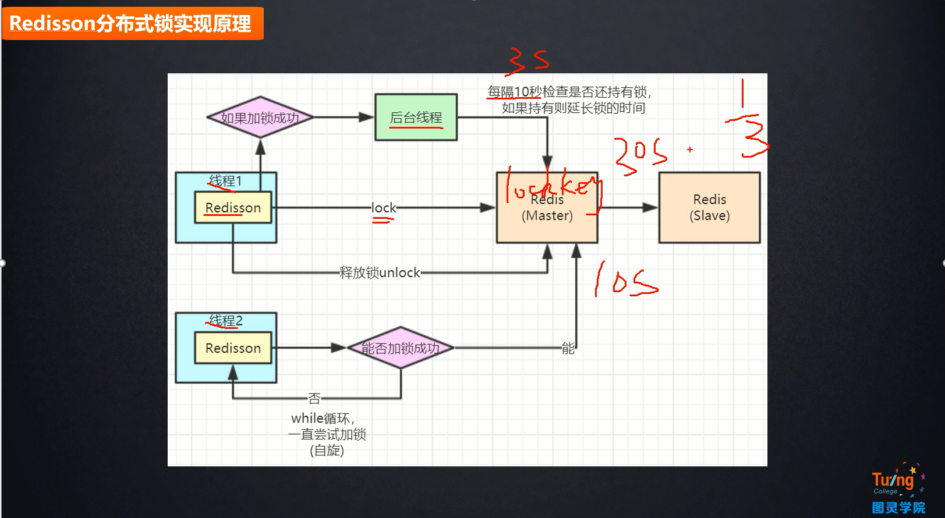 Redisson分布式锁实现原理
3s
每隔10秒检查是否还持有锁,
如果持有则延长锁的时间
1
3
如果加锁成功
后台线程
30s
线程1
Redisson
lock
lockkey
Redis
(Master)
Redis
(Slave)
释放锁unlock
10s
线程2
Redisson
能否加锁成功
能
否
while循环，
一直尝试加锁
(自旋)
Tuling
College
图灵学院